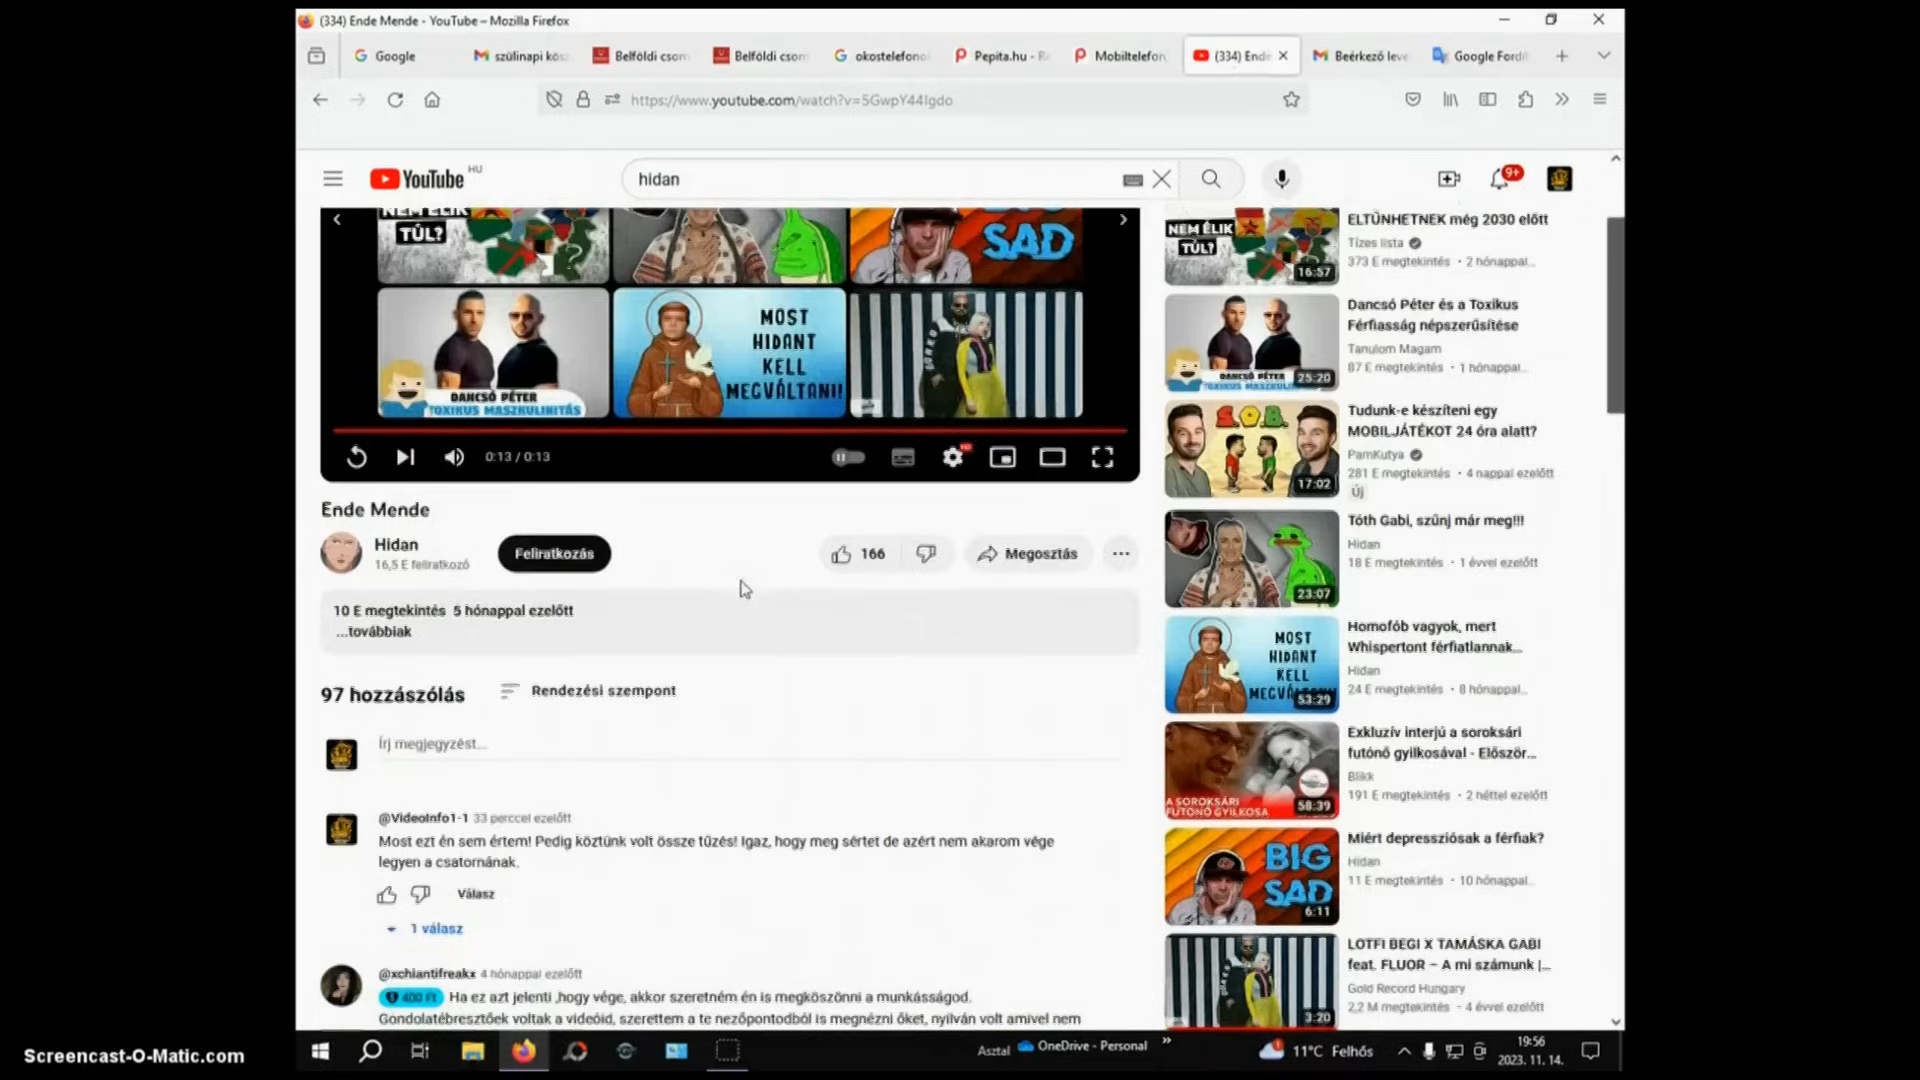 (334) Ende Mende - YouTube – Mozilla Firefox
Google
szülinapi kös
Belföldi csom
Belföldi csom
okostelefono
Pepita.hu - Re
Mobiltelefon,
(334) Ende
Beérkező leve
Google Fordít
https://www.youtube.com/watch?v=5GwpY44Igdo
YouTube HU
hidan
9+
NEM ÉLIK
TÚL?
SAD
DANCSÓ PÉTER
TOXIKUS MASZKULINITÁS
MOST
HIDANT
KELL
MEGVÁLTANI!
0:13 / 0:13
Ende Mende
Hidan
16,5 E feliratkozó
Feliratkozás
166
Megosztás
10 E megtekintés 5 hónappal ezelőtt
...továbbiak
97 hozzászólás
Rendezési szempont
Írj megjegyzést...
@VideoInfo1-1 33 perccel ezelőtt
Most ezt én sem értem! Pedig köztünk volt össze tűzés! Igaz, hogy meg sértet de azért nem akarom vége
legyen a csatornának.
Válasz
1 válasz
@xchiantifreakx 4 hónappal ezelőtt
400 Ft Ha ez azt jelenti ,hogy vége, akkor szeretném én is megköszönni a munkásságod.
Gondolatébresztőek voltak a videóid, szerettem a te nezőpontodból is megnézni őket, nyilván volt amivel nem
NEM ÉLIK
TÚL?
16:57
ELTŰNHETNEK még 2030 előtt
Tízes lista
373 E megtekintés • 2 hónappal...
DANCSÓ PÉTER
25:20
Dancsó Péter és a Toxikus
Férfiasság népszerűsítése
Tanulom Magam
87 E megtekintés • 1 hónappal...
S.O.B.
17:02
Tudunk-e készíteni egy
MOBILJÁTÉKOT 24 óra alatt?
PamKutya
281 E megtekintés • 4 nappal ezelőtt
Új
23:07
Tóth Gabi, szűnj már meg!!!
Hidan
18 E megtekintés • 1 évvel ezelőtt
MOST
HIDANT
KELL
53:29
Homofób vagyok, mert
Whispertont férfiatlannak...
Hidan
24 E megtekintés • 8 hónappal...
A SOROKSÁRI
FUTÓNŐ GYILKOSA
58:39
Exkluzív interjú a soroksári
futónő gyilkosával - Először...
Blikk
191 E megtekintés • 2 héttel ezelőtt
BIG
SAD
6:11
Miért depressziósak a férfiak?
Hidan
11 E megtekintés • 10 hónappal...
3:20
LOTFI BEGI X TAMÁSKA GABI
feat. FLUOR – A mi számunk |...
Gold Record Hungary
2,2 M megtekintés • 4 évvel ezelőtt
Asztal
OneDrive - Personal
11°C Felhős
19:56
2023. 11. 14.
Screencast-O-Matic.com